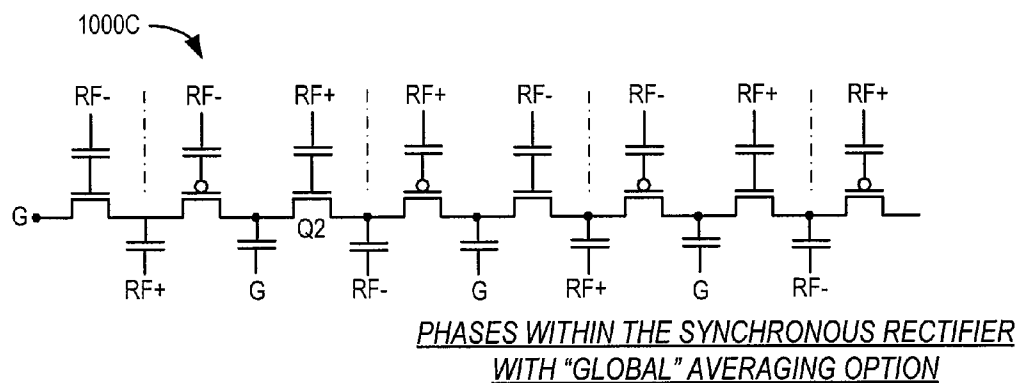 1000C
RF- RF- RF+ RF+ RF- RF- RF+ RF+
G Q2
RF+ G RF- G RF+ G RF-
PHASES WITHIN THE SYNCHRONOUS RECTIFIER
WITH "GLOBAL" AVERAGING OPTION